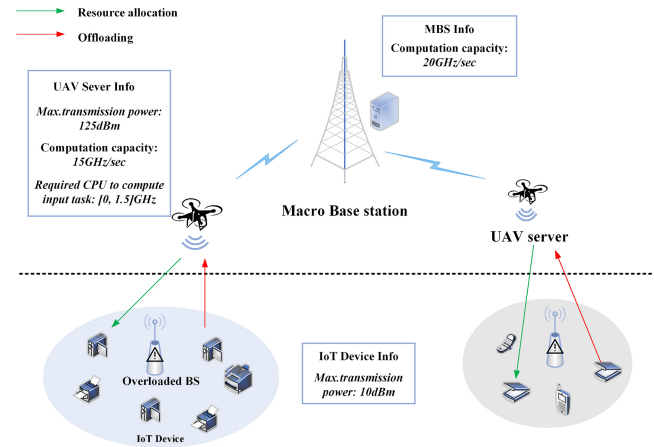 Resource allocation
Offloading
MBS Info
Computation capacity:
20GHz/sec
UAV Sever Info
Max.transmission power:
125dBm
Computation capacity:
15GHz/sec
Required CPU to compute
input task: [0, 1.5]GHz
Macro Base station
UAV server
IoT Device Info
Max.transmission
power: 10dBm
Overloaded BS
IoT Device